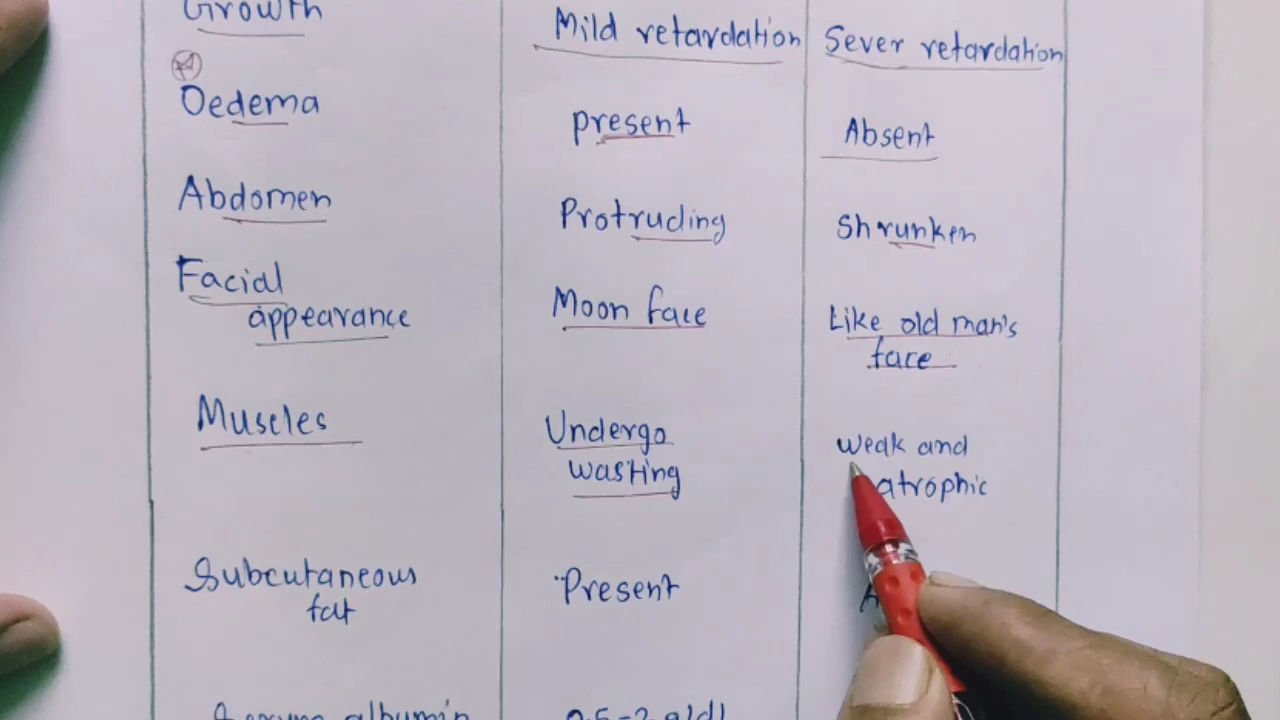 Growth Mild retardation Sever retardation
Oedema present Absent
Abdomen Protruding Shrunken
Facial
appearance Moon face Like old man's
face
Muscles Undergo
wasting weak and
atrophic
Subcutaneous
fat Present